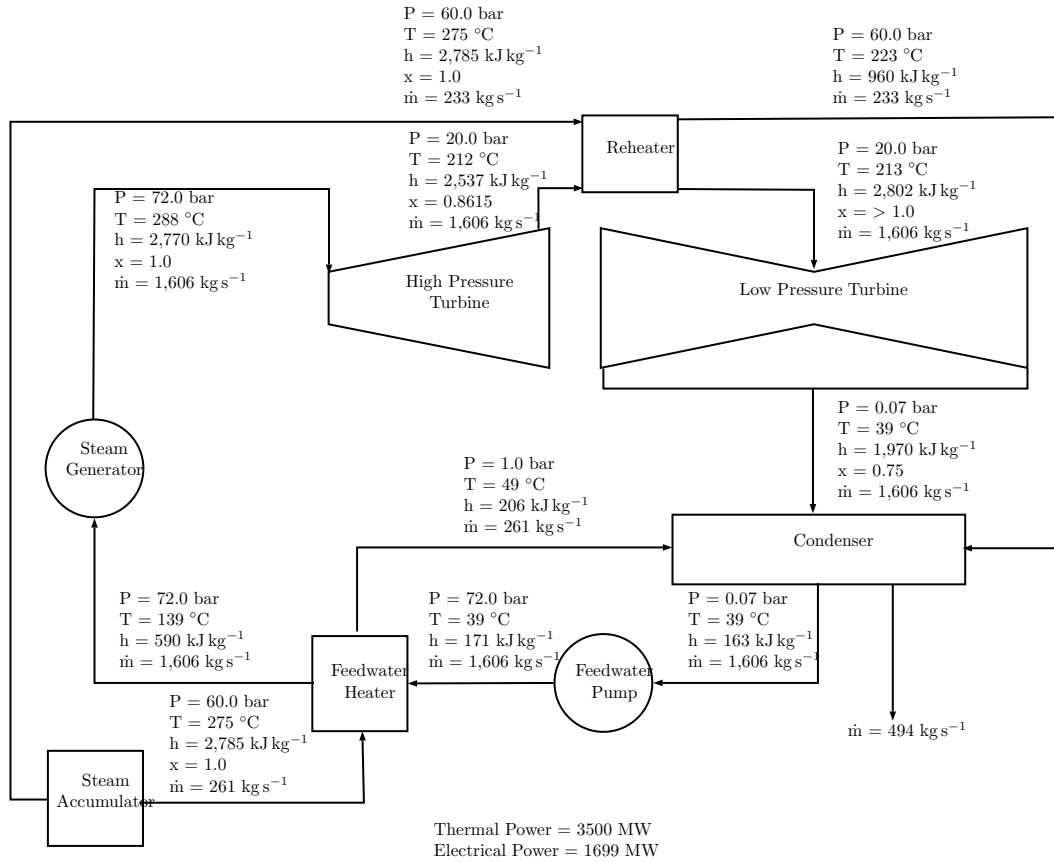 P = 60.0 bar
T = 275 °C
h = 2,785 kJ kg⁻¹
x = 1.0
ṁ = 233 kg s⁻¹
P = 60.0 bar
T = 223 °C
h = 960 kJ kg⁻¹
ṁ = 233 kg s⁻¹
P = 20.0 bar
T = 212 °C
h = 2,537 kJ kg⁻¹
x = 0.8615
ṁ = 1,606 kg s⁻¹
Reheater
P = 20.0 bar
T = 213 °C
h = 2,802 kJ kg⁻¹
x = > 1.0
ṁ = 1,606 kg s⁻¹
P = 72.0 bar
T = 288 °C
h = 2,770 kJ kg⁻¹
x = 1.0
ṁ = 1,606 kg s⁻¹
High Pressure
Turbine
Low Pressure Turbine
P = 0.07 bar
T = 39 °C
h = 1,970 kJ kg⁻¹
x = 0.75
ṁ = 1,606 kg s⁻¹
Steam
Generator
P = 1.0 bar
T = 49 °C
h = 206 kJ kg⁻¹
ṁ = 261 kg s⁻¹
Condenser
P = 72.0 bar
T = 139 °C
h = 590 kJ kg⁻¹
ṁ = 1,606 kg s⁻¹
P = 72.0 bar
T = 39 °C
h = 171 kJ kg⁻¹
ṁ = 1,606 kg s⁻¹
P = 0.07 bar
T = 39 °C
h = 163 kJ kg⁻¹
ṁ = 1,606 kg s⁻¹
Feedwater
Heater
Feedwater
Pump
P = 60.0 bar
T = 275 °C
h = 2,785 kJ kg⁻¹
x = 1.0
ṁ = 261 kg s⁻¹
ṁ = 494 kg s⁻¹
Steam
Accumulator
Thermal Power = 3500 MW
Electrical Power = 1699 MW